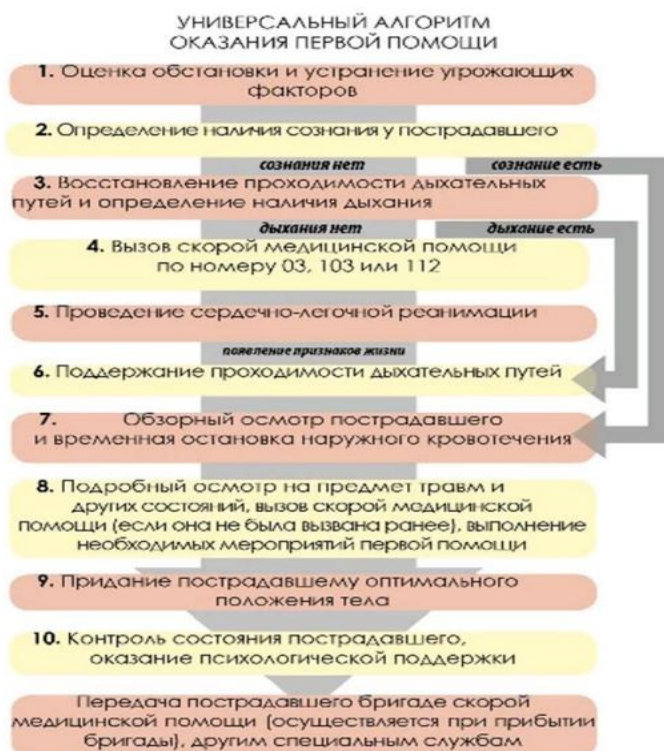 УНИВЕРСАЛЬНЫЙ АЛГОРИТМ
ОКАЗАНИЯ ПЕРВОЙ ПОМОЩИ
1. Оценка обстановки и устранение угрожающих
факторов
2. Определение наличия сознания у пострадавшего
сознания нет сознание есть
3. Восстановление проходимости дыхательных
путей и определение наличия дыхания
дыхания нет дыхание есть
4. Вызов скорой медицинской помощи
по номеру 03, 103 или 112
5. Проведение сердечно-легочной реанимации
появление признаков жизни
6. Поддержание проходимости дыхательных путей
7. Обзорный осмотр пострадавшего
и временная остановка наружного кровотечения
8. Подробный осмотр на предмет травм и
других состояний, вызов скорой медицинской
помощи (если она не была вызвана ранее), выполнение
необходимых мероприятий первой помощи
9. Придание пострадавшему оптимального
положения тела
10. Контроль состояния пострадавшего,
оказание психологической поддержки
Передача пострадавшего бригаде скорой
медицинской помощи (осуществляется при прибытии
бригады), другим специальным службам